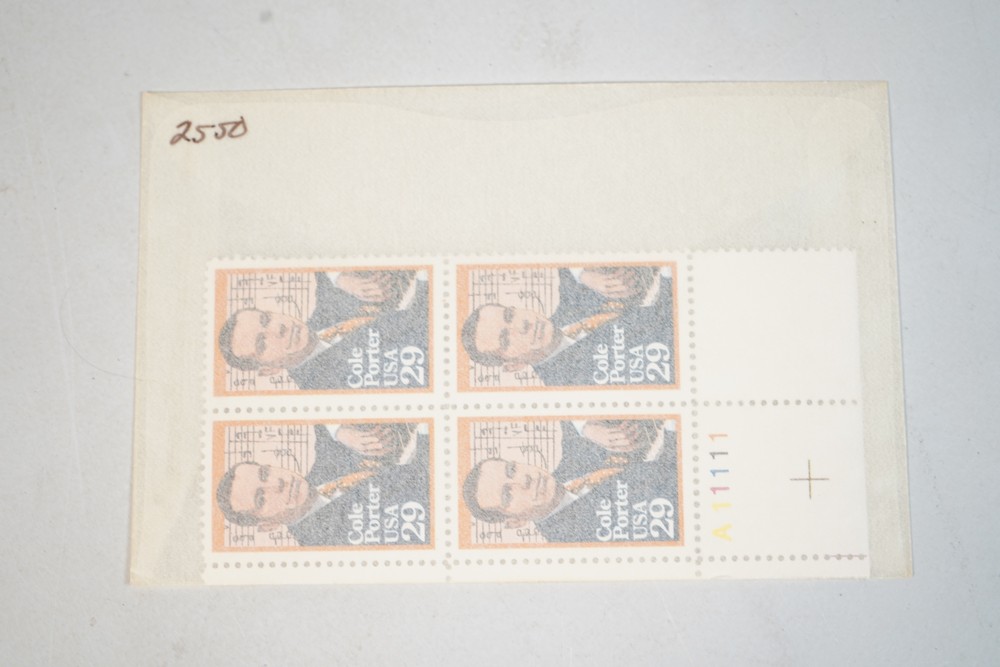 2550
Cole
Porter
USA
29
Cole
Porter
USA
29
Cole
Porter
USA
29
Cole
Porter
USA
29
A11111